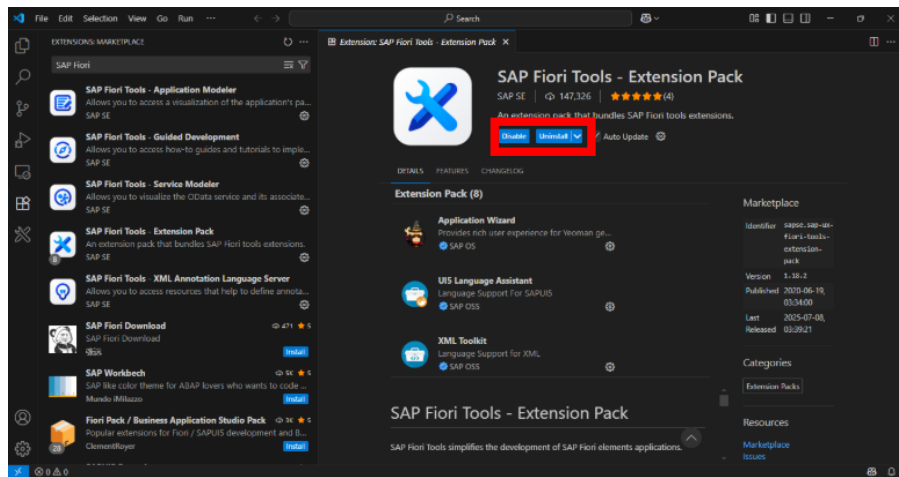 File Edit Selection View Go Run ···
Search
EXTENSIONS: MARKETPLACE
SAP Fiori
SAP Fiori Tools - Application Modeler
Allows you to access a visualization of the application's pa...
SAP SE
SAP Fiori Tools - Guided Development
Allows you to access how-to guides and tutorials to imple...
SAP SE
SAP Fiori Tools - Service Modeler
Allows you to visualize the OData service and its associate...
SAP SE
SAP Fiori Tools - Extension Pack
An extension pack that bundles SAP Fiori tools extensions.
8
SAP SE
SAP Fiori Tools - XML Annotation Language Server
Allows you to access resources that help to define annota...
SAP SE
SAP Fiori Download 471 5
SAP Fiori Download
Install
SAP Workbech 5K 5
SAP like color theme for ABAP lovers who wants to code ...
Mundo iMilazzo Install
Fiori Pack / Business Application Studio Pack 3K 5
Popular extensions for Fiori / SAPUI5 development and B...
28
ClementRoyer Install
0 0
Extension: SAP Fiori Tools - Extension Pack
SAP Fiori Tools - Extension Pack
SAP SE 147,326 (4)
An extension pack that bundles SAP Fiori tools extensions.
Disable Uninstall Auto Update
DETAILS FEATURES CHANGELOG
Extension Pack (8)
Application Wizard
Provides rich user experience for Yeoman ge...
SAP OS
UI5 Language Assistant
Language Support For SAPUI5
SAP OSS
XML Toolkit
Language Support for XML.
SAP OSS
SAP Fiori Tools - Extension Pack
SAP Fiori Tools simplifies the development of SAP Fiori elements applications.
Marketplace
Identifier sapse.sap-ux-
fiori-tools-
extension-
pack
Version 1.18.2
Published 2020-06-19,
03:34:00
Last 2025-07-08,
Released 03:39:21
Categories
Extension Packs
Resources
Marketplace
Issues